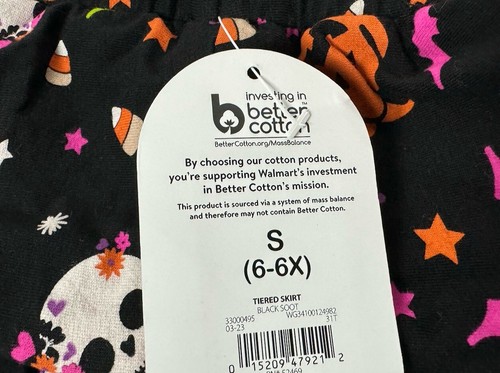 investing in
better™
cotton
BetterCotton.org/MassBalance
By choosing our cotton products,
you're supporting Walmart's investment
in Better Cotton's mission.
This product is sourced via a system of mass balance
and therefore may not contain Better Cotton.
S
(6-6X)
TIERED SKIRT
BLACK SOOT
33000495 WG34100124982
03-23 31T
0 15209 47921 2